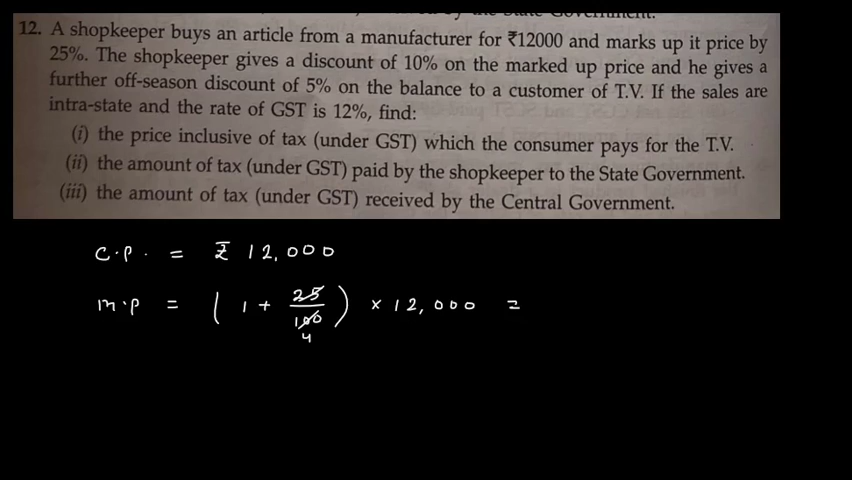 12. A shopkeeper buys an article from a manufacturer for ₹12000 and marks up it price by
25%. The shopkeeper gives a discount of 10% on the marked up price and he gives a
further off-season discount of 5% on the balance to a customer of T.V. If the sales are
intra-state and the rate of GST is 12%, find:
(i) the price inclusive of tax (under GST) which the consumer pays for the T.V.
(ii) the amount of tax (under GST) paid by the shopkeeper to the State Government.
(iii) the amount of tax (under GST) received by the Central Government.
C.P. = ₹ 12,000
M.P = (1 + 25/100 4) × 12,000 =